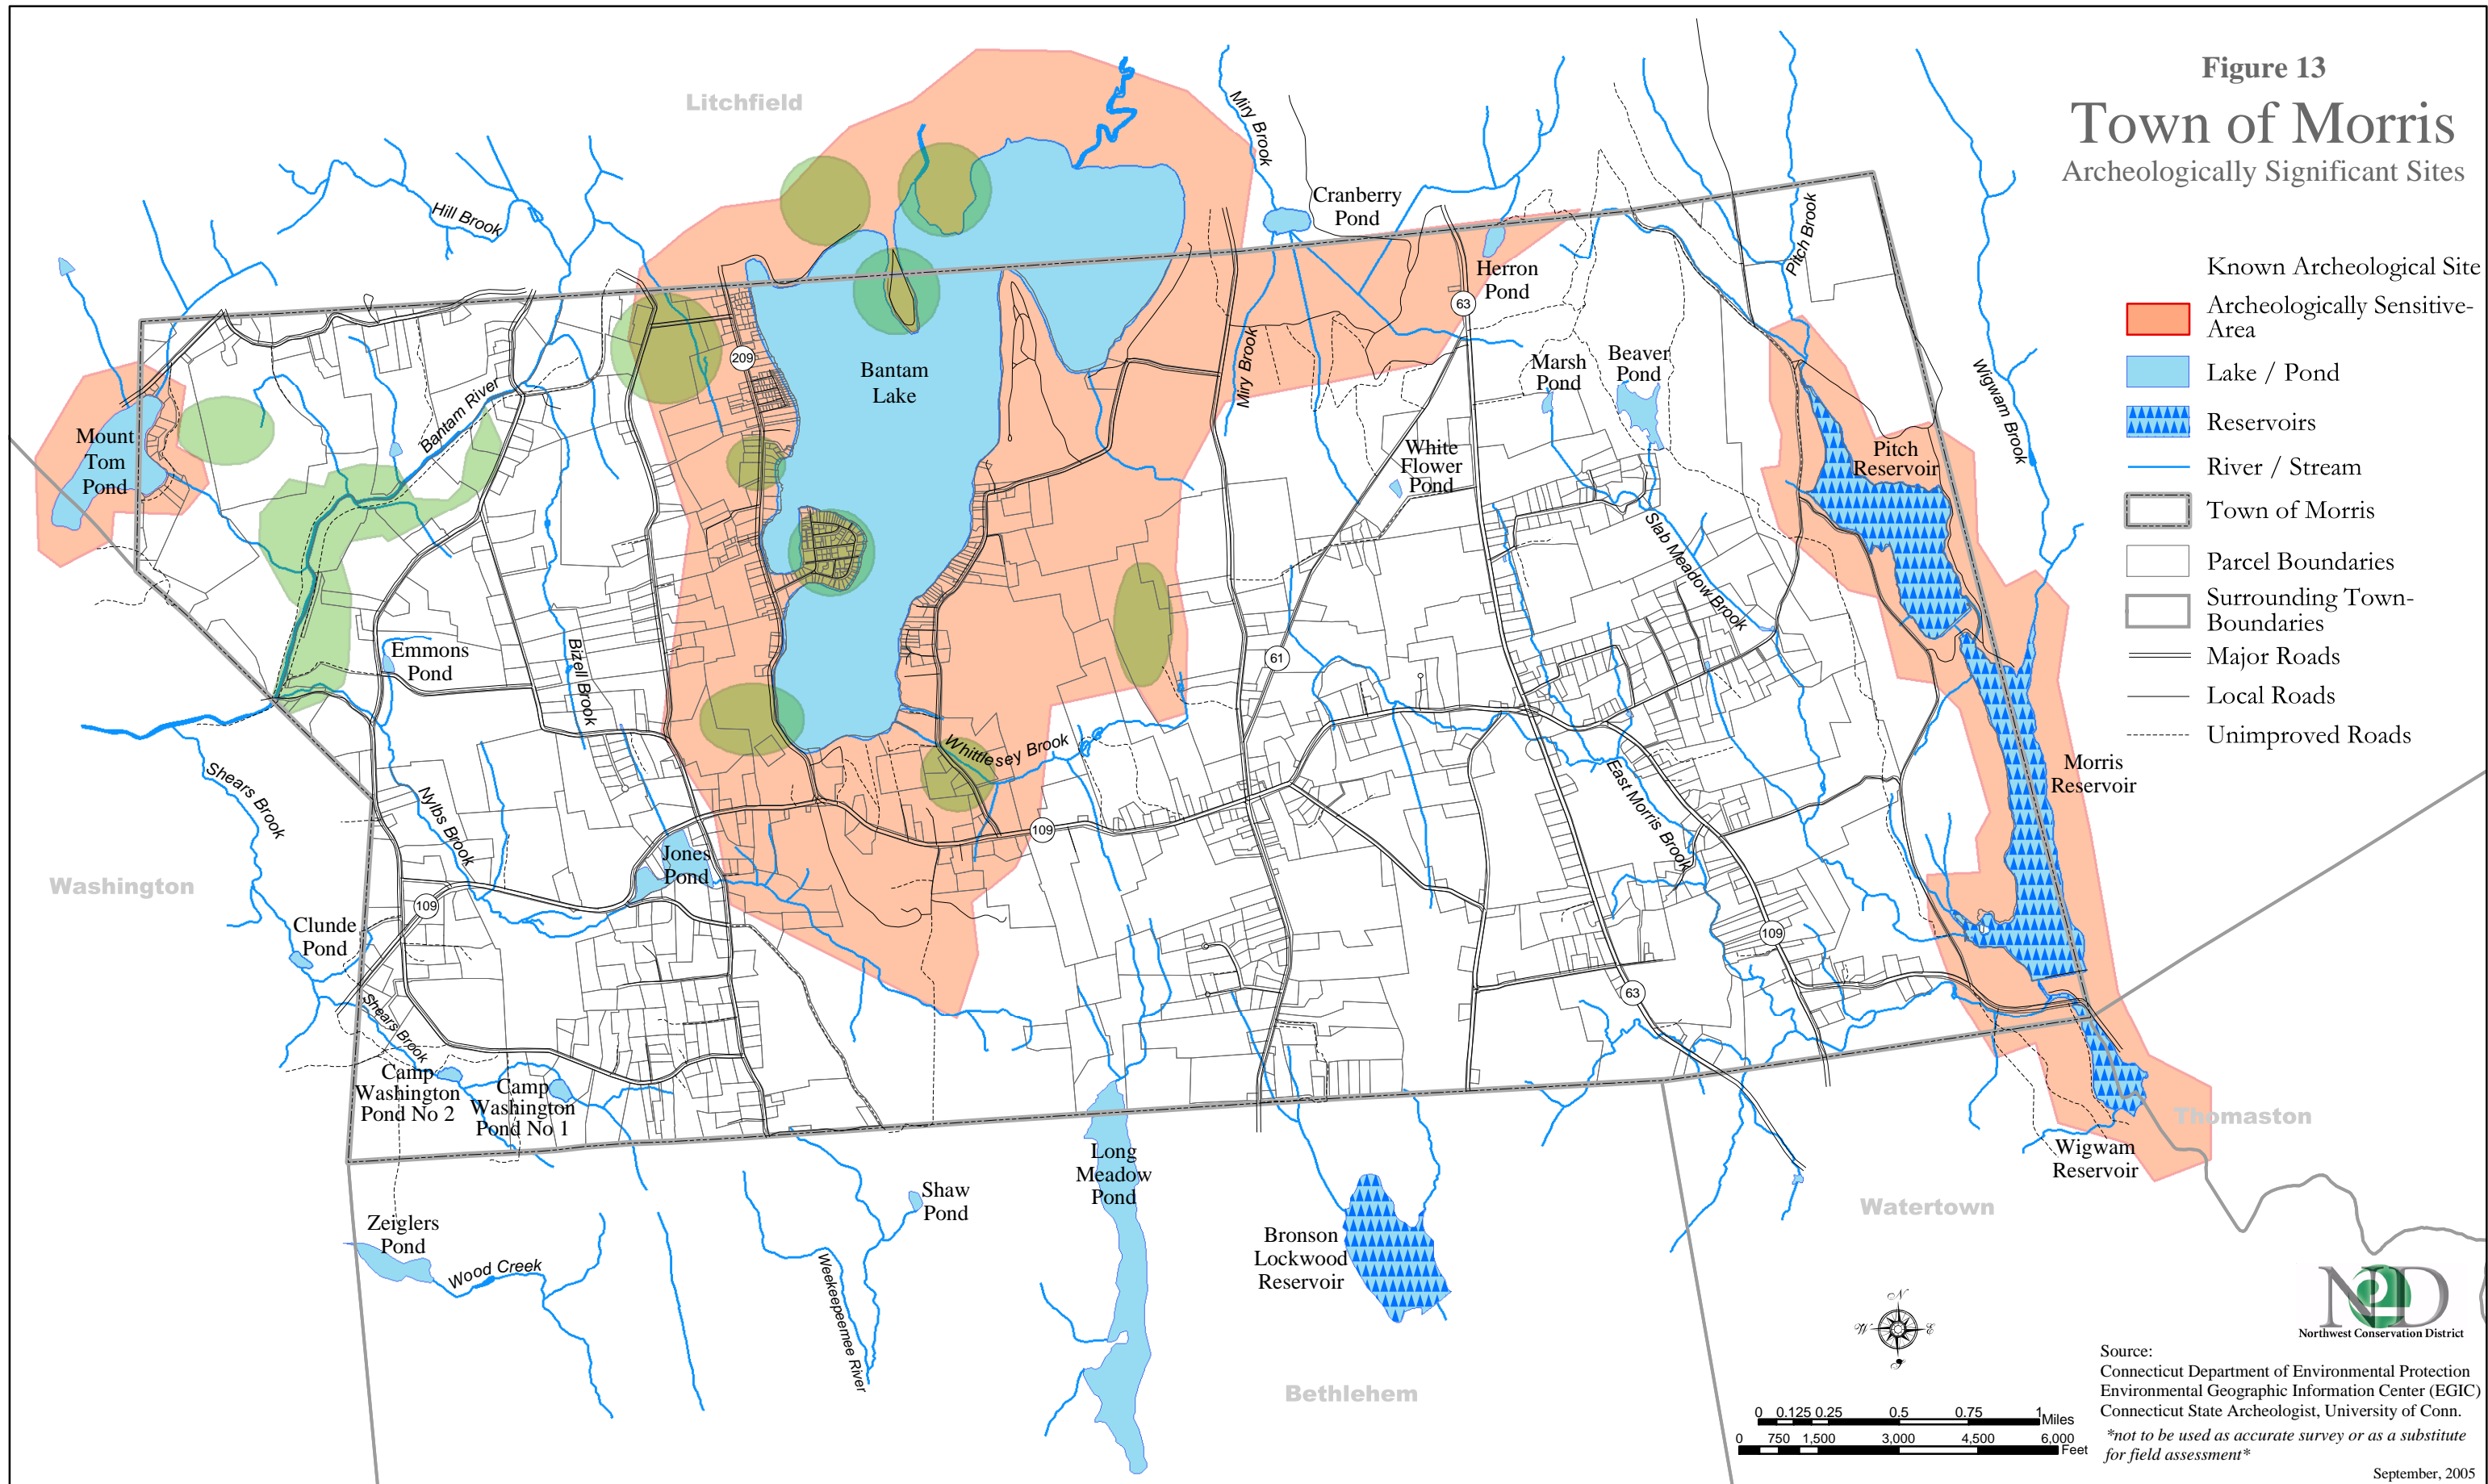 Figure 13
Town of Morris
Archeologically Significant Sites
Known Archeological Site
Archeologically Sensitive-
Area
Lake / Pond
Reservoirs
River / Stream
Town of Morris
Parcel Boundaries
Surrounding Town-
Boundaries
Major Roads
Local Roads
Unimproved Roads
Litchfield
Miry Brook
Cranberry
Pond
Hill Brook
Pitch Brook
Herron
Pond
63
209
Bantam
Lake
Miry Brook
Marsh
Pond
Beaver
Pond
Wigwam Brook
Bantam River
Mount
Tom
Pond
White
Flower
Pond
Pitch
Reservoir
Slab Meadow Brook
Emmons
Pond
Bizell Brook
61
Whittlesey Brook
Shears Brook
Nylbs Brook
East Morris Brook
Morris
Reservoir
109
Jones
Pond
Washington
109
Clunde
Pond
109
63
Shears Brook
Camp
Washington
Pond No 2
Camp
Washington
Pond No 1
Thomaston
Wigwam
Reservoir
Long
Meadow
Pond
Shaw
Pond
Watertown
Zeiglers
Pond
Wood Creek
Weekeepeemee River
Bronson
Lockwood
Reservoir
Bethlehem
N
W
E
S
NCD
Northwest Conservation District
0 0.125 0.25 0.5 0.75 1
Miles
0 750 1,500 3,000 4,500 6,000
Feet
Source:
Connecticut Department of Environmental Protection
Environmental Geographic Information Center (EGIC)
Connecticut State Archeologist, University of Conn.
*not to be used as accurate survey or as a substitute
for field assessment*
September, 2005